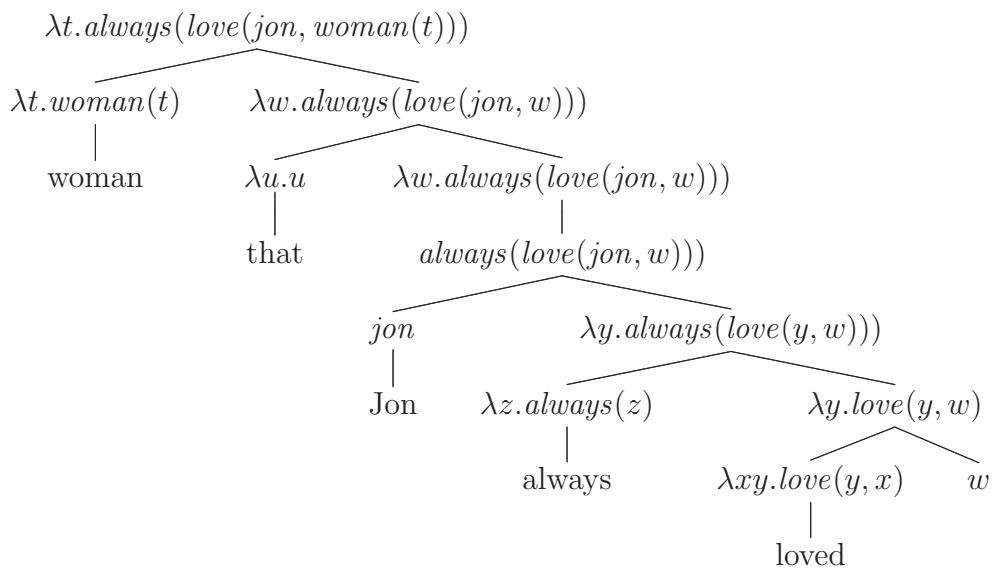 λt.always(love(jon, woman(t)))
λt.woman(t) λw.always(love(jon, w)))
woman λu.u λw.always(love(jon, w)))
that always(love(jon, w)))
jon λy.always(love(y, w)))
Jon λz.always(z) λy.love(y, w)
always λxy.love(y, x) w
loved